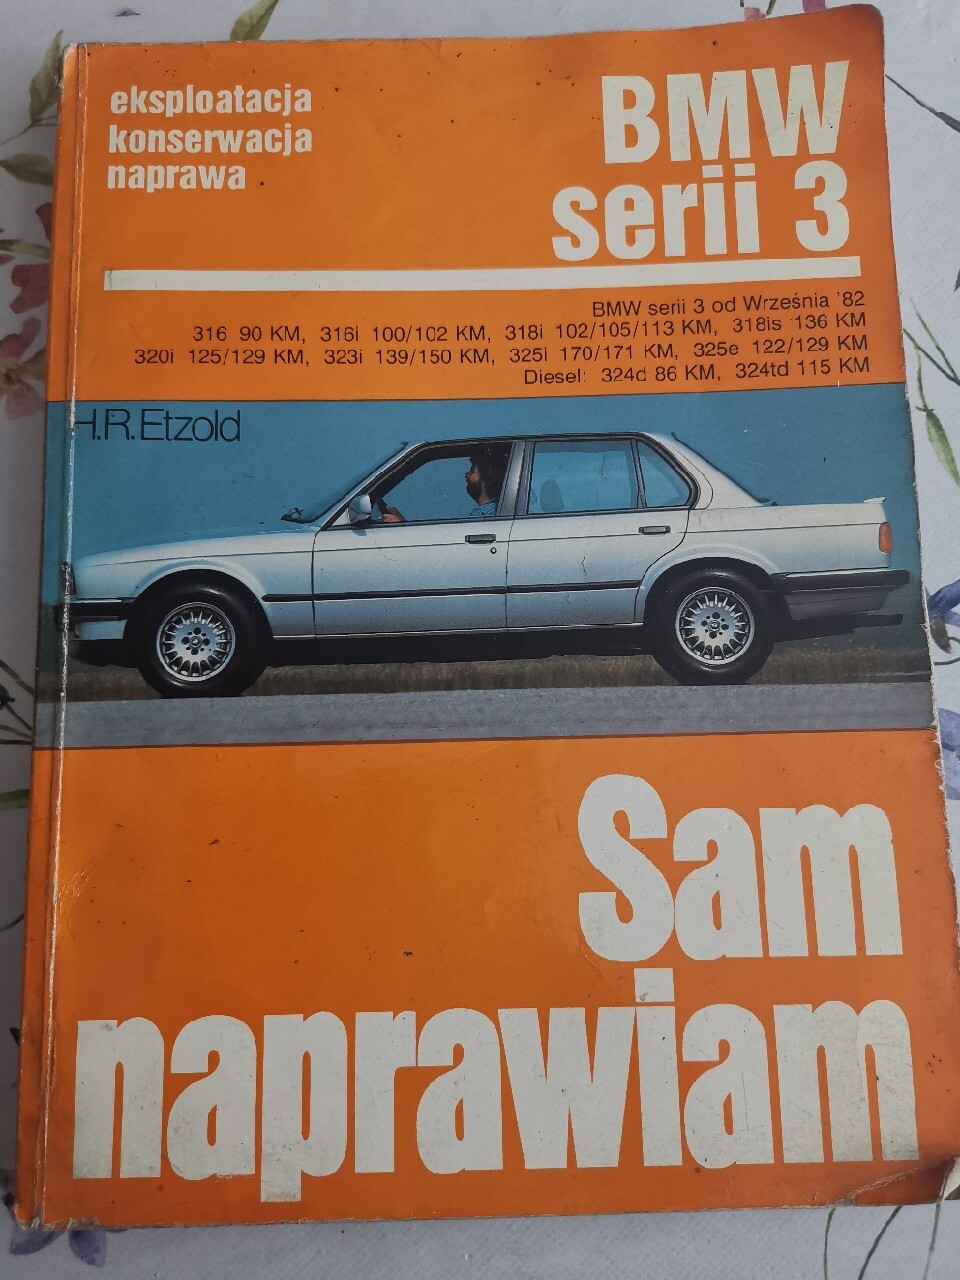 eksploatacja
konserwacja
naprawa
BMW
serii 3
BMW serii 3 od Września '82
316 90 KM, 316i 100/102 KM, 318i 102/105/113 KM, 318is 136 KM
320i 125/129 KM, 323i 139/150 KM, 325i 170/171 KM, 325e 122/129 KM
Diesel: 324d 86 KM, 324td 115 KM
H.R.Etzold
Sam
naprawiam